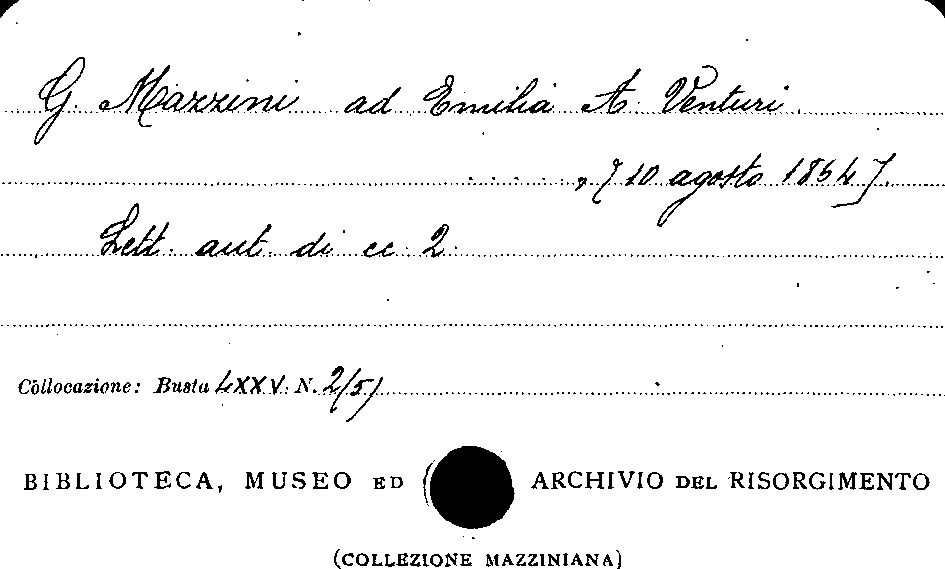 G. Mazzini ad Emilia A. Venturi.
, [10 agosto 1864].
Lett. aut. di cc. 2.
Collocazione: Busta LXXV N. 2/5)
BIBLIOTECA, MUSEO ED ARCHIVIO DEL RISORGIMENTO
(COLLEZIONE MAZZINIANA)